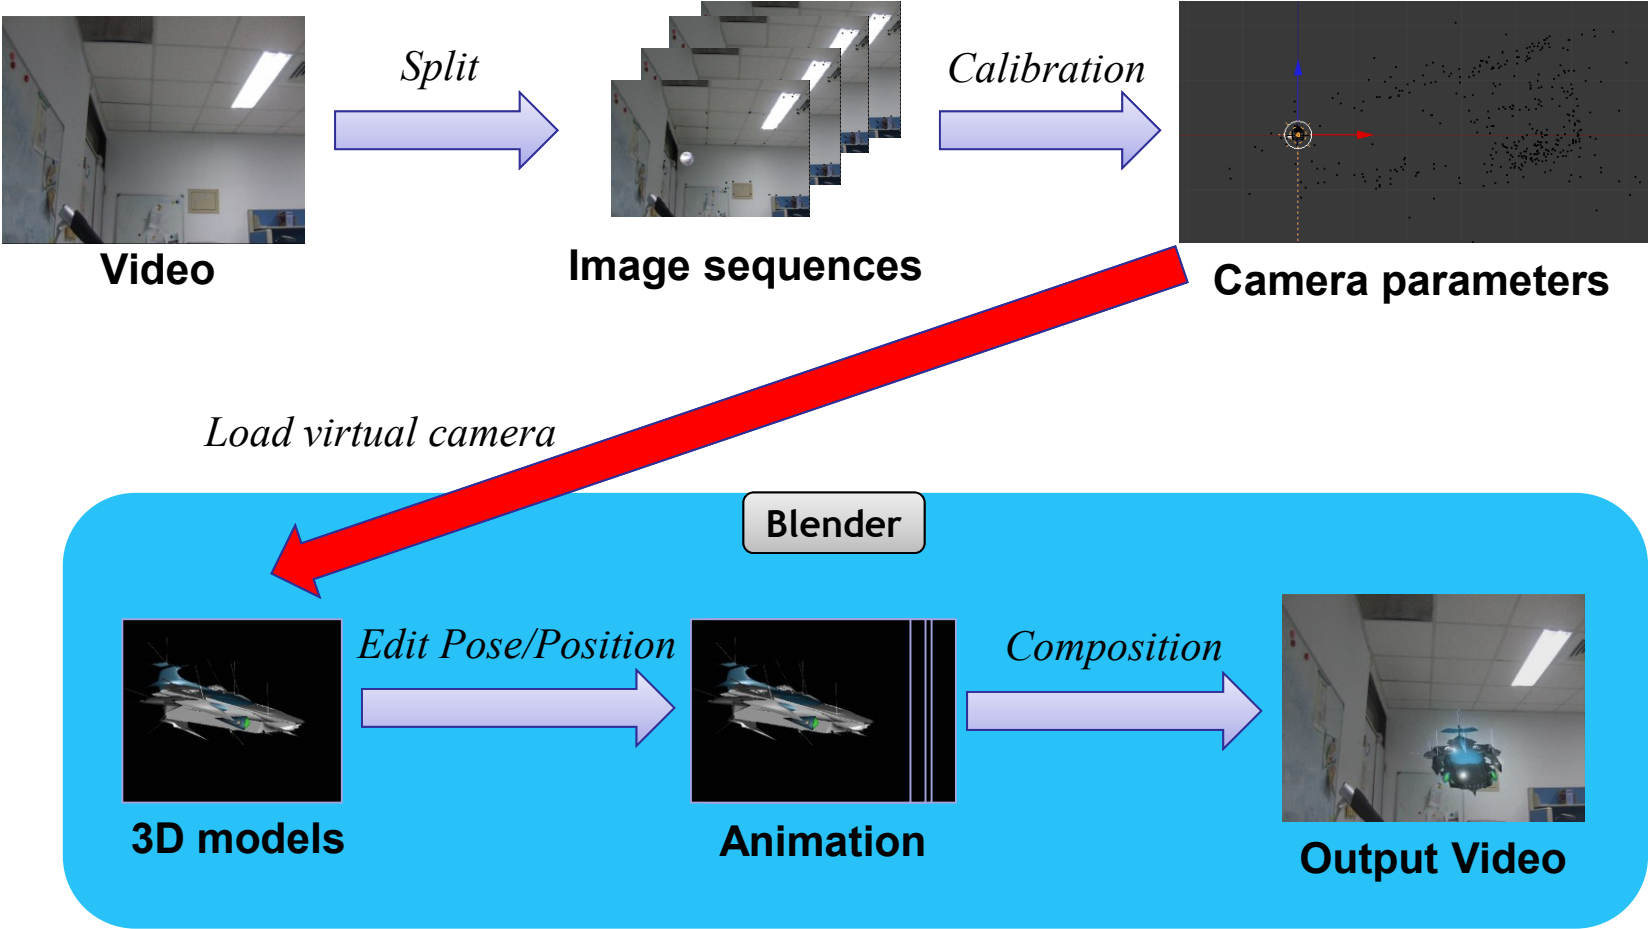 Split
Calibration
Video
Image sequences
Camera parameters
Load virtual camera
Blender
Edit Pose/Position
Composition
3D models
Animation
Output Video